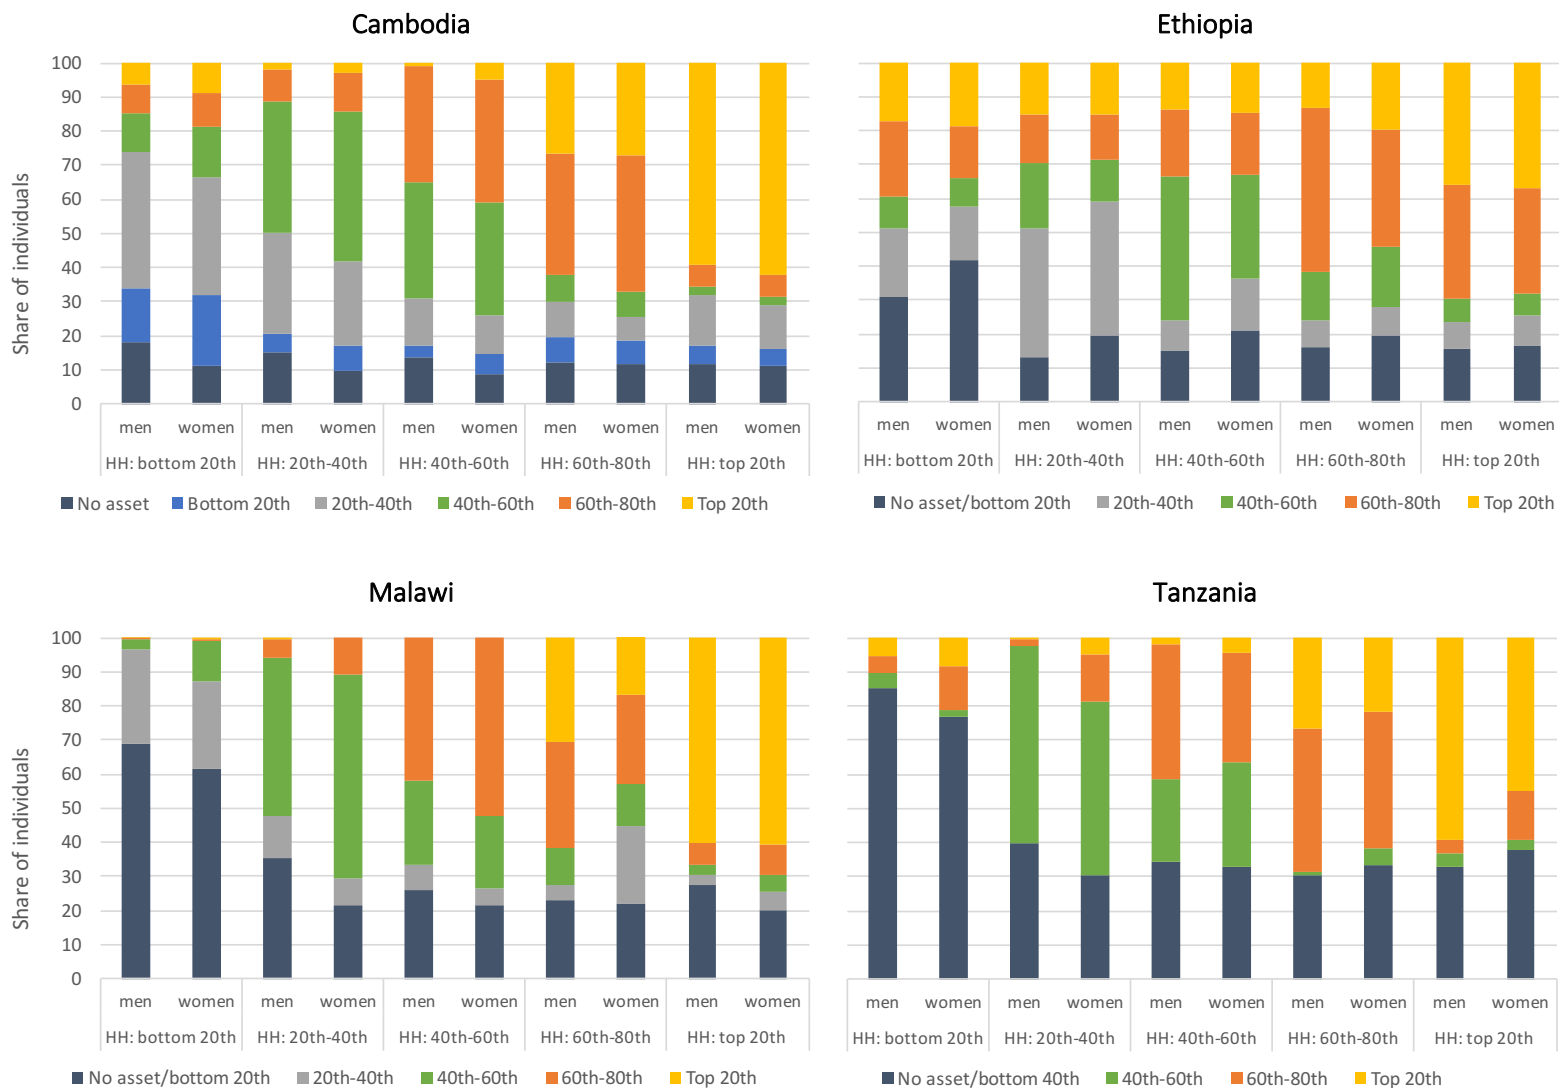 Cambodia
Ethiopia
Share of individuals
100
90
80
70
60
50
40
30
20
10
0
men women men women men women men women men women
HH: bottom 20th HH: 20th-40th HH: 40th-60th HH: 60th-80th HH: top 20th
No asset Bottom 20th 20th-40th 40th-60th 60th-80th Top 20th
men women men women men women men women men women
HH: bottom 20th HH: 20th-40th HH: 40th-60th HH: 60th-80th HH: top 20th
No asset/bottom 20th 20th-40th 40th-60th 60th-80th Top 20th
Malawi
Tanzania
Share of individuals
100
90
80
70
60
50
40
30
20
10
0
men women men women men women men women men women
HH: bottom 20th HH: 20th-40th HH: 40th-60th HH: 60th-80th HH: top 20th
No asset/bottom 20th 20th-40th 40th-60th 60th-80th Top 20th
men women men women men women men women men women
HH: bottom 20th HH: 20th-40th HH: 40th-60th HH: 60th-80th HH: top 20th
No asset/bottom 40th 40th-60th 60th-80th Top 20th